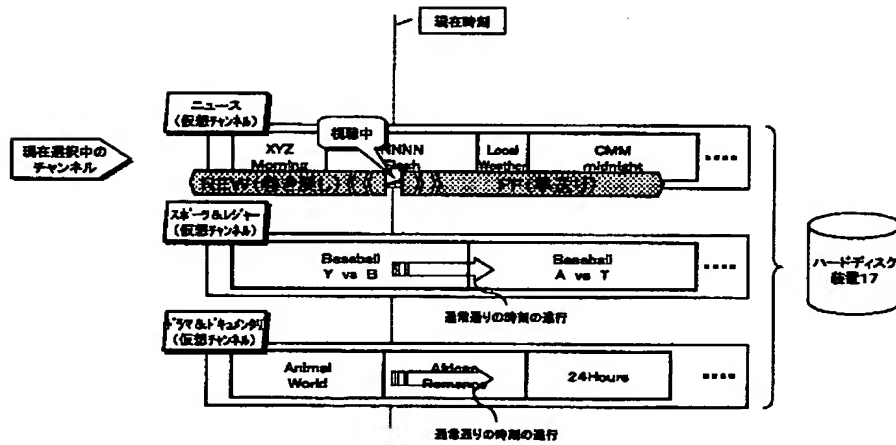 現在時刻
ニュース
(仮想チャンネル)
視聴中
現在選択中の
チャンネル
XYZ
Morning
NNNN
Flash
Local
Weather
CMM
midnight
REW(巻き戻し)
FF(早送り)
スポーツ&レジャー
(仮想チャンネル)
Baseball
Y vs B
Baseball
A vs T
ハードディスク
装置17
通常通りの時刻の進行
ドラマ&ドキュメンタリ
(仮想チャンネル)
Animal
World
African
Romance
24Hours
通常通りの時刻の進行